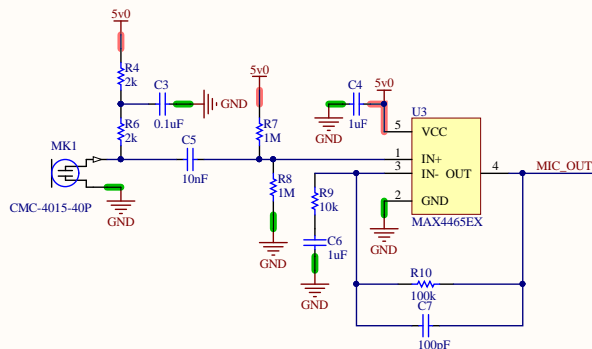 5v0
R4
2k
C3
0.1uF
GND
R6
2k
MK1
CMC-4015-40P
GND
C5
10nF
5v0
R7
1M
R8
1M
GND
C4
1uF
GND
5v0
U3
5
VCC
1
IN+
3
IN- OUT
4
MIC_OUT
2
GND
MAX4465EX
GND
R9
10k
C6
1uF
GND
R10
100k
C7
100pF